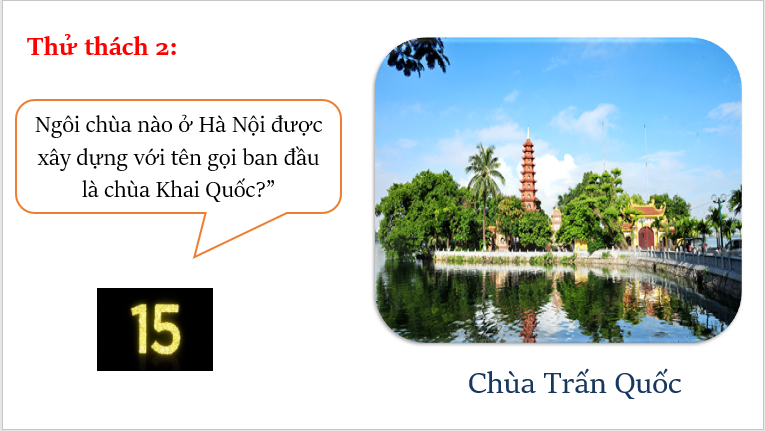 Thử thách 2:
Ngôi chùa nào ở Hà Nội được
xây dựng với tên gọi ban đầu
là chùa Khai Quốc?”
15
Chùa Trấn Quốc